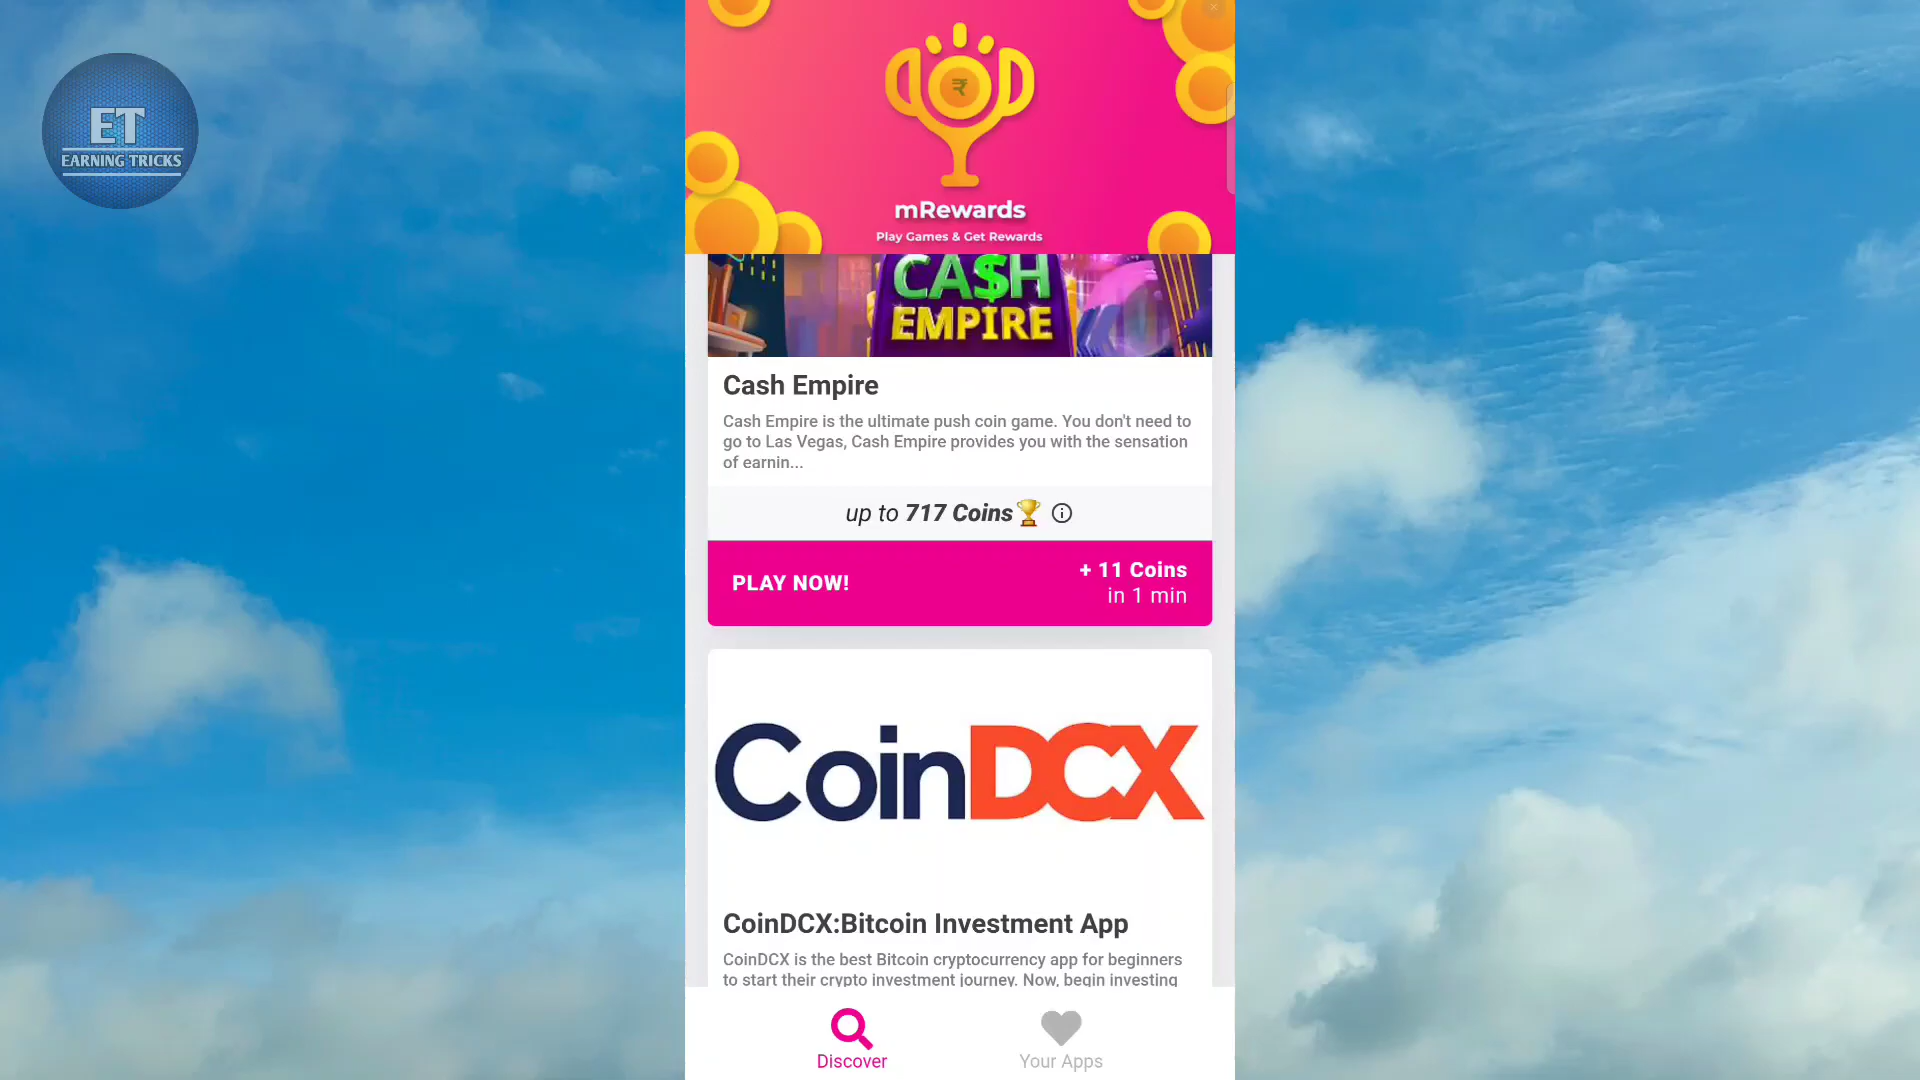 ET
EARNING TRICKS
₹
mRewards
Play Games & Get Rewards
CA$H
EMPIRE
Cash Empire
Cash Empire is the ultimate push coin game. You don't need to
go to Las Vegas, Cash Empire provides you with the sensation
of earnin...
up to 717 Coins🏆
PLAY NOW!
+ 11 Coins
in 1 min
CoinDCX
CoinDCX:Bitcoin Investment App
CoinDCX is the best Bitcoin cryptocurrency app for beginners
to start their crypto investment journey. Now, begin investing
Discover
Your Apps